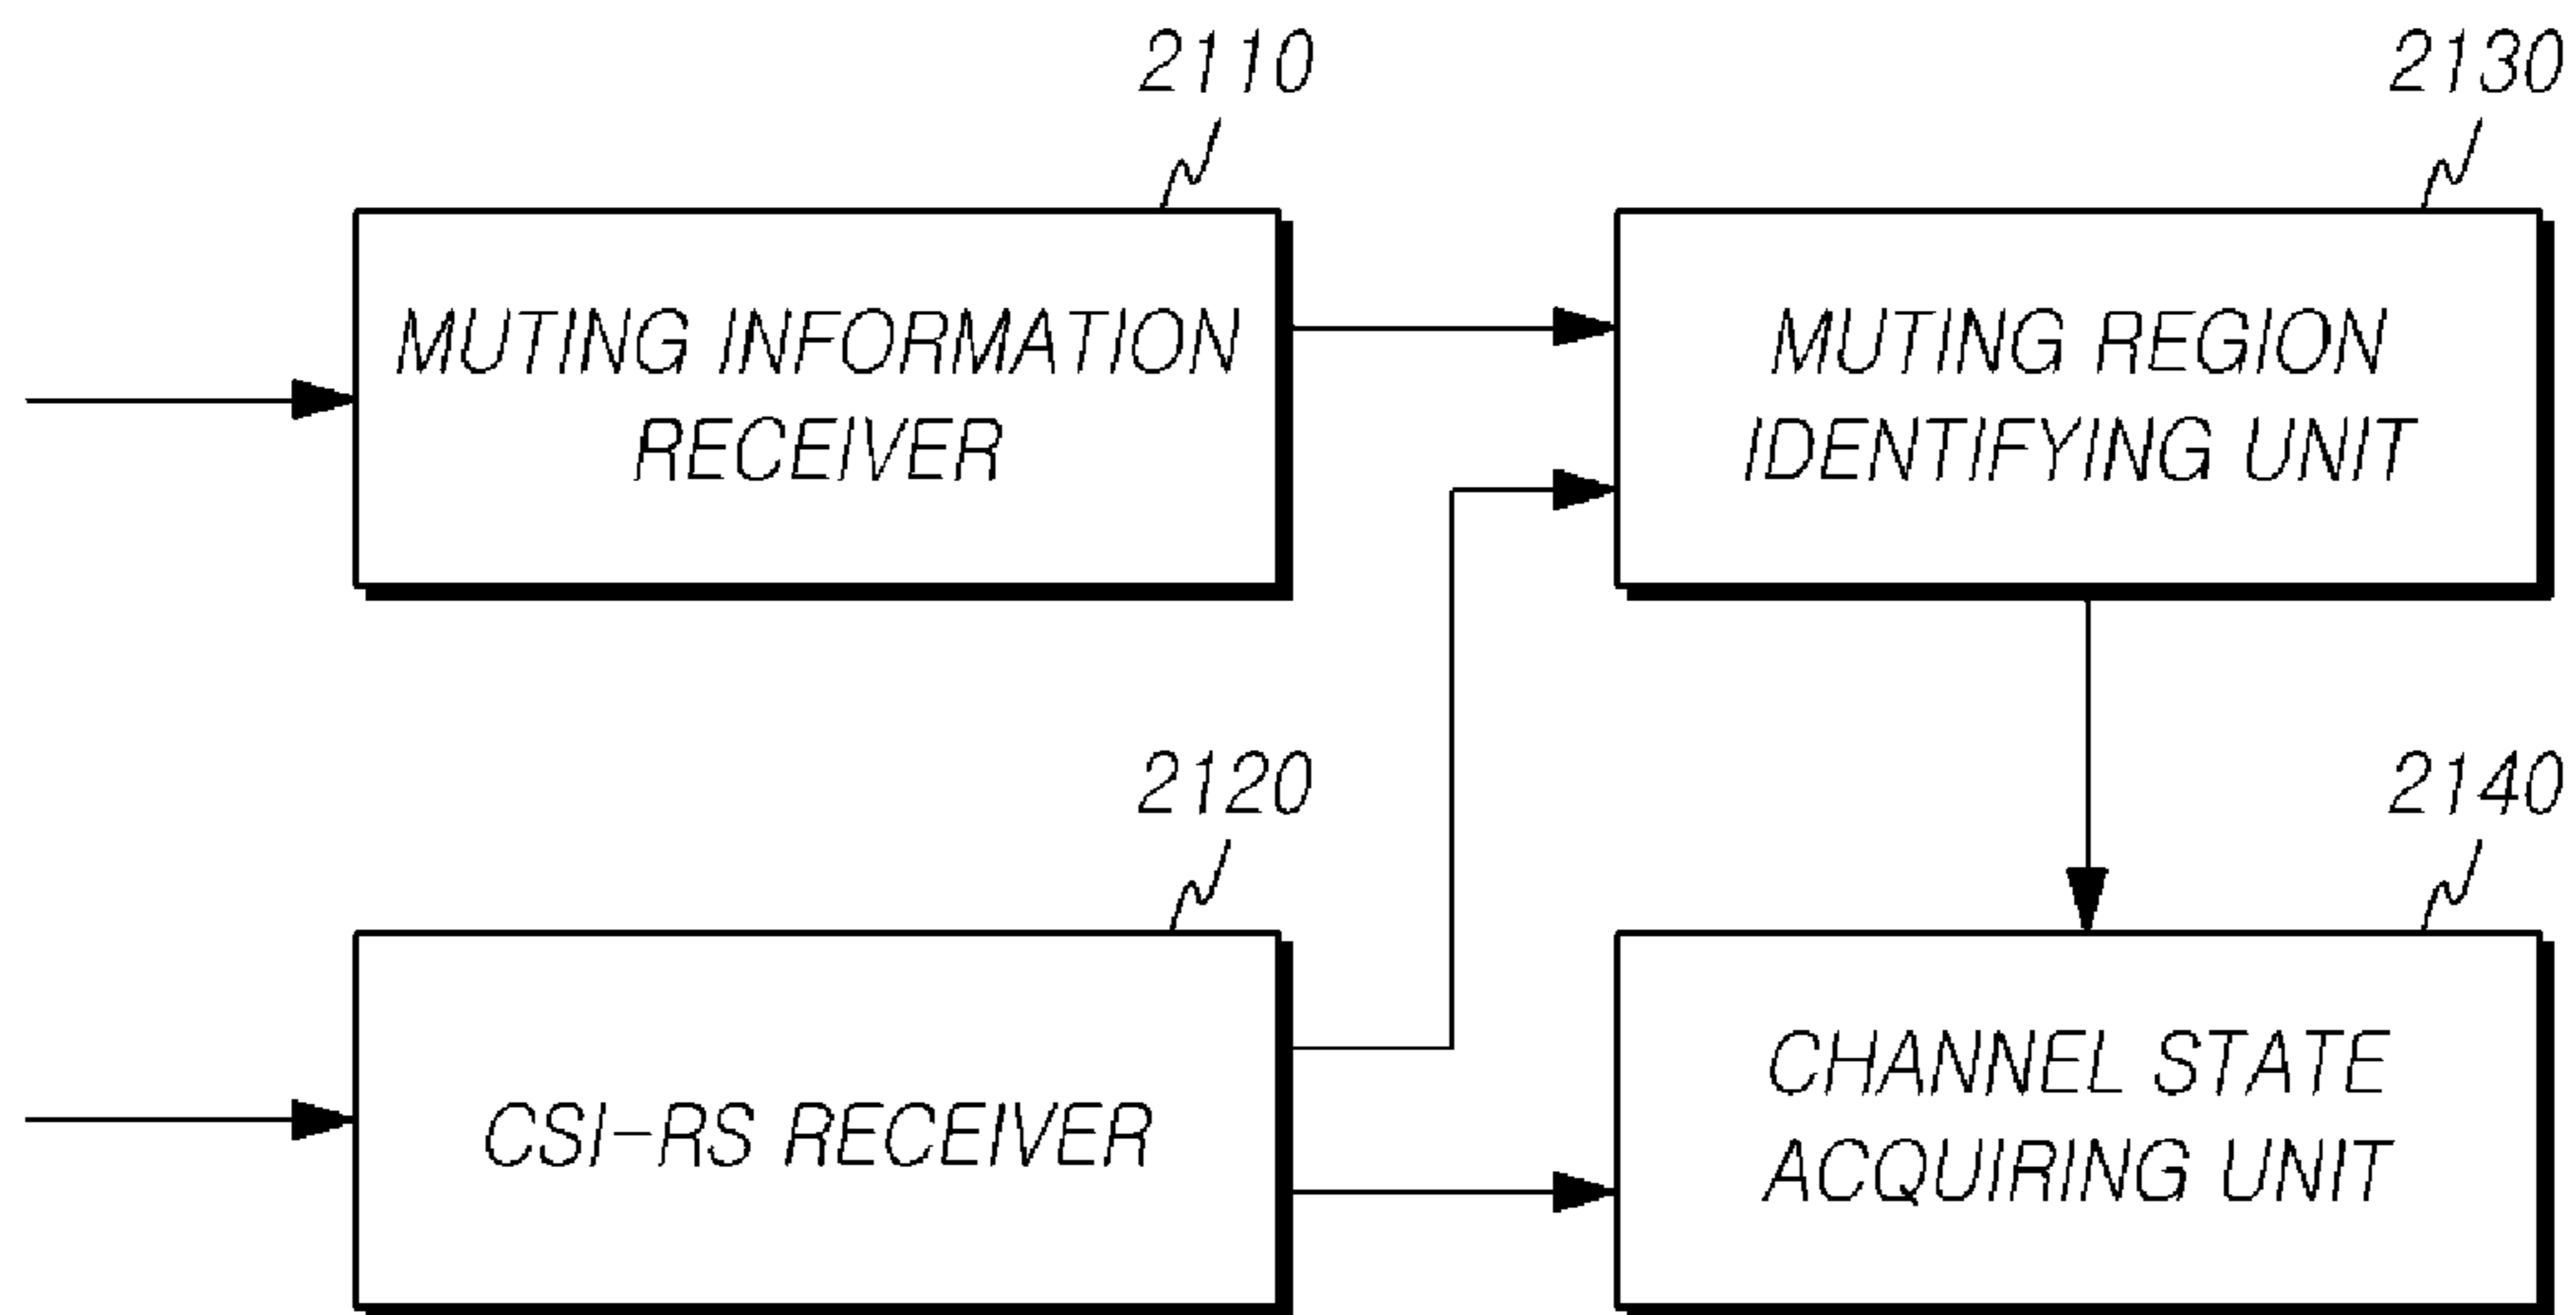 2110
2130
MUTING INFORMATION
RECEIVER
MUTING REGION
IDENTIFYING UNIT
2120
2140
CSI-RS RECEIVER
CHANNEL STATE
ACQUIRING UNIT